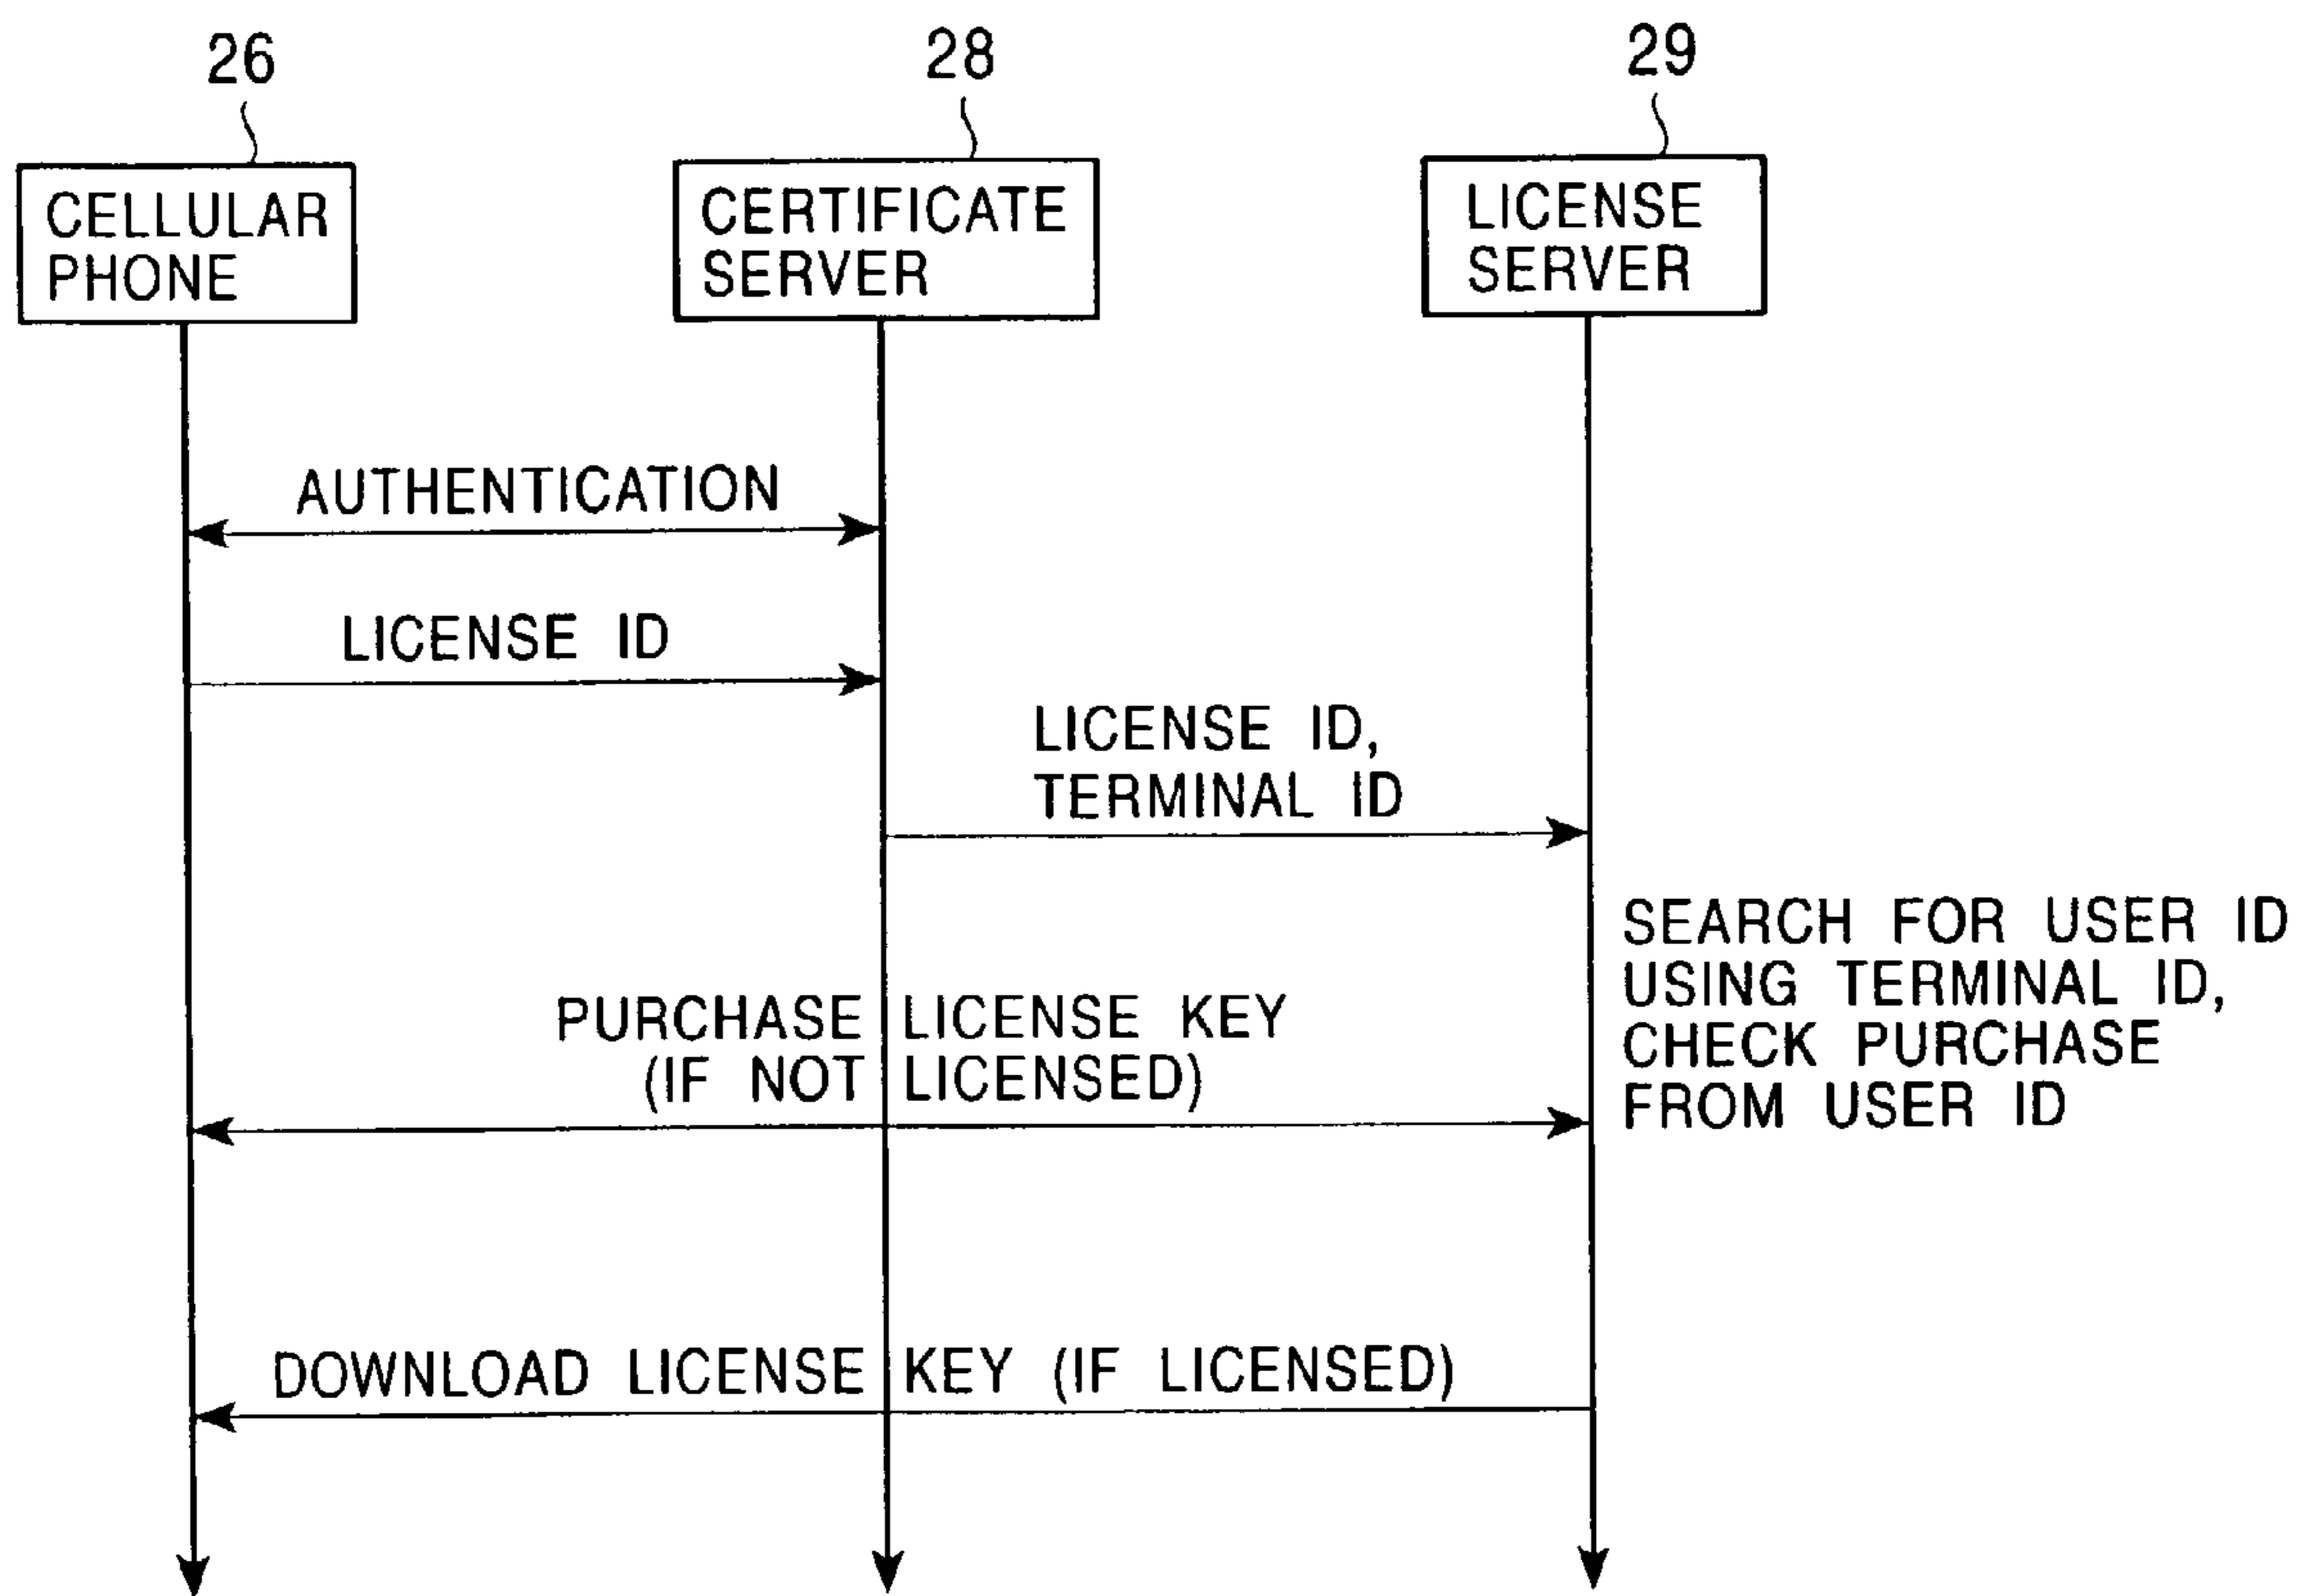 26
28
29
CELLULAR
PHONE
CERTIFICATE
SERVER
LICENSE
SERVER
AUTHENTICATION
LICENSE ID
LICENSE ID,
TERMINAL ID
SEARCH FOR USER ID
USING TERMINAL ID,
CHECK PURCHASE
FROM USER ID
PURCHASE LICENSE KEY
(IF NOT LICENSED)
DOWNLOAD LICENSE KEY (IF LICENSED)